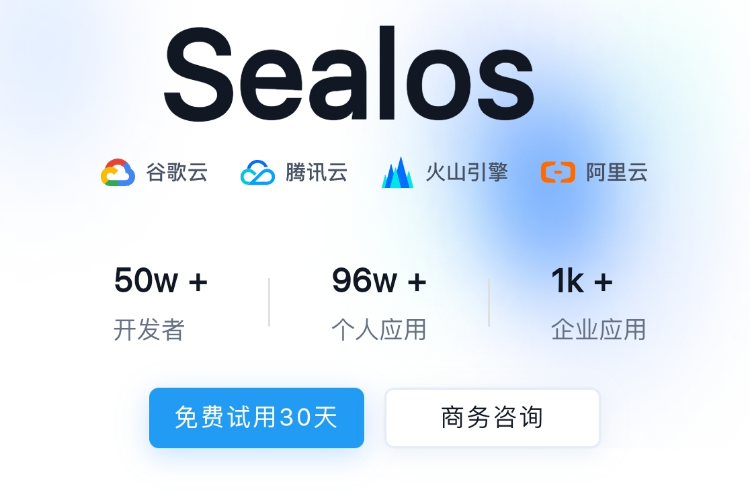 Sealos
谷歌云 腾讯云 火山引擎 阿里云
50w + 96w + 1k +
开发者 个人应用 企业应用
免费试用30天 商务咨询